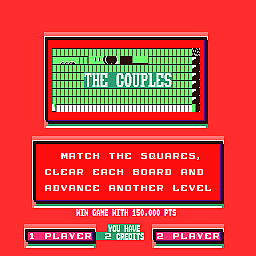 THE COUPLES
MATCH THE SQUARES,
CLEAR EACH BOARD AND
ADVANCE ANOTHER LEVEL
WIN GAME WITH 150.000 PTS
1 PLAYER
YOU HAVE
2 CREDITS
2 PLAYER